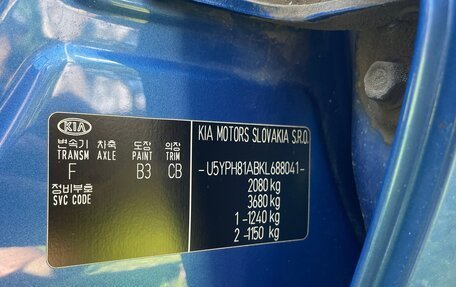 KIA
변속기 차축 도장 의장
TRANSM AXLE PAINT TRIM
F B3 CB
정비부호
SVC CODE
KIA MOTORS SLOVAKIA S.R.O.
-U5YPH81ABKL688041-
2080 kg
3680 kg
1-1240 kg
2-1150 kg